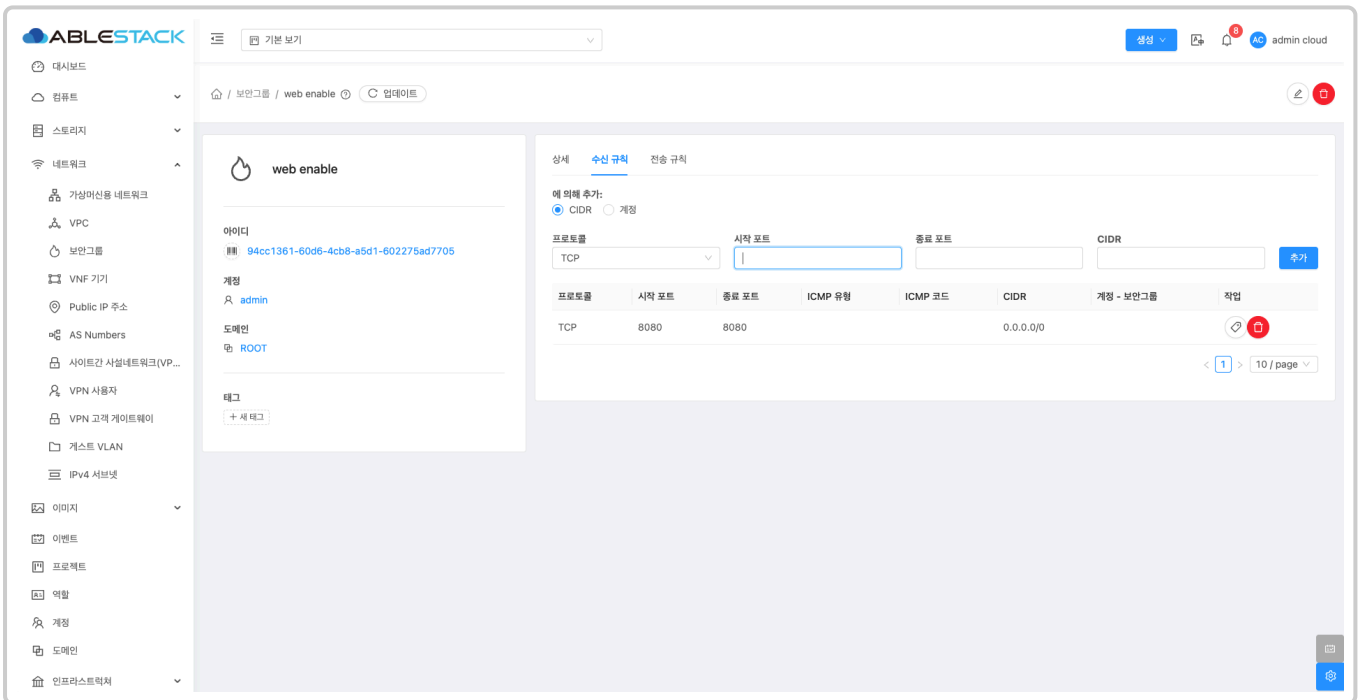 ABLESTACK
기본 보기
생성
8
AC
admin cloud
대시보드
컴퓨트
스토리지
네트워크
가상머신용 네트워크
VPC
보안그룹
VNF 기기
Public IP 주소
AS Numbers
사이트간 사설네트워크(VP...
VPN 사용자
VPN 고객 게이트웨이
게스트 VLAN
IPv4 서브넷
이미지
이벤트
프로젝트
역할
계정
도메인
인프라스트럭쳐
/ 보안그룹 / web enable 업데이트
web enable
아이디
94cc1361-60d6-4cb8-a5d1-602275ad7705
계정
admin
도메인
ROOT
태그
+ 새 태그
상세 수신 규칙 전송 규칙
에 의해 추가:
CIDR 계정
프로토콜 시작 포트 종료 포트 CIDR
TCP 추가
프로토콜 시작 포트 종료 포트 ICMP 유형 ICMP 코드 CIDR 계정 - 보안그룹 작업
TCP 8080 8080 0.0.0.0/0
< 1 > 10 / page